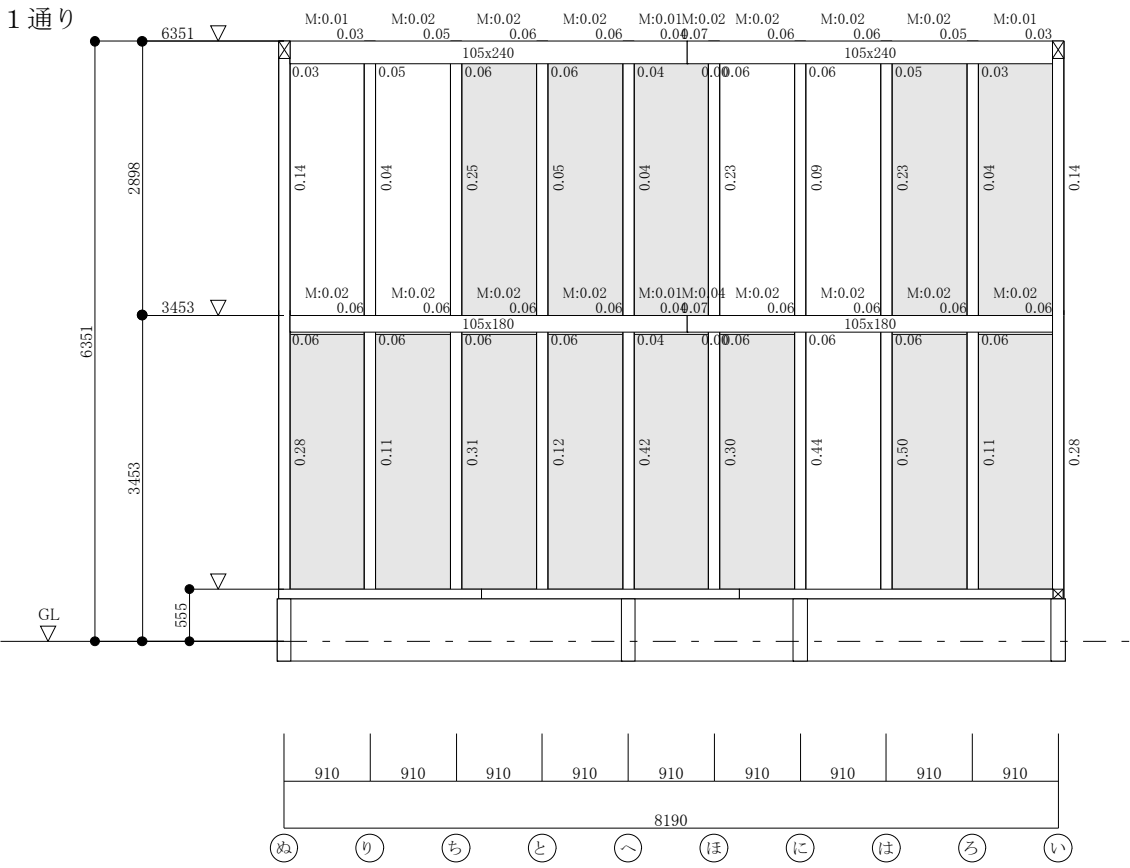 1通り
M:0.01 M:0.02 M:0.02 M:0.02 M:0.01 M:0.02 M:0.02 M:0.02 M:0.02 M:0.01
6351 0.03 0.05 0.06 0.06 0.04 0.07 0.06 0.06 0.05 0.03
105x240 105x240
0.03 0.05 0.06 0.06 0.04 0.00 0.06 0.06 0.05 0.03
2898 0.14 0.04 0.25 0.05 0.04 0.23 0.09 0.23 0.04 0.14
M:0.02 M:0.02 M:0.02 M:0.02 M:0.01 M:0.04 M:0.02 M:0.02 M:0.02 M:0.02
3453 0.06 0.06 0.06 0.06 0.04 0.07 0.06 0.06 0.06 0.06
105x180 105x180
6351
0.06 0.06 0.06 0.06 0.04 0.00 0.06 0.06 0.06 0.06
3453 0.28 0.11 0.31 0.12 0.42 0.30 0.44 0.50 0.11 0.28
GL 555
910 910 910 910 910 910 910 910 910
8190
ぬ り ち と へ ほ に は ろ い